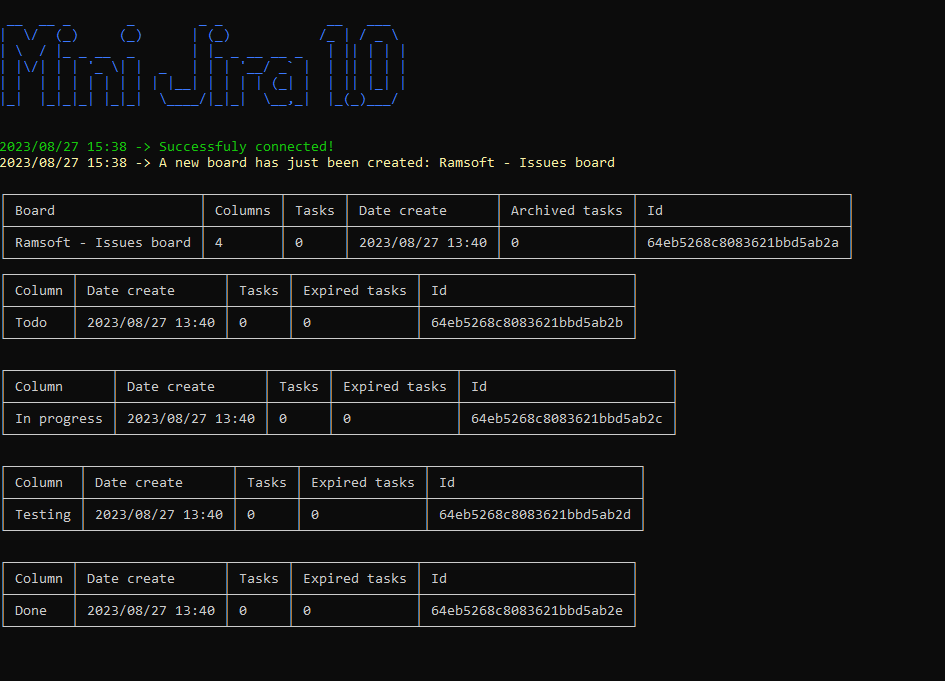 Mini Jira 1.0
2023/08/27 15:38 -> Successfuly connected!
2023/08/27 15:38 -> A new board has just been created: Ramsoft - Issues board
Board Columns Tasks Date create Archived tasks Id
Ramsoft - Issues board 4 0 2023/08/27 13:40 0 64eb5268c8083621bbd5ab2a
Column Date create Tasks Expired tasks Id
Todo 2023/08/27 13:40 0 0 64eb5268c8083621bbd5ab2b
Column Date create Tasks Expired tasks Id
In progress 2023/08/27 13:40 0 0 64eb5268c8083621bbd5ab2c
Column Date create Tasks Expired tasks Id
Testing 2023/08/27 13:40 0 0 64eb5268c8083621bbd5ab2d
Column Date create Tasks Expired tasks Id
Done 2023/08/27 13:40 0 0 64eb5268c8083621bbd5ab2e